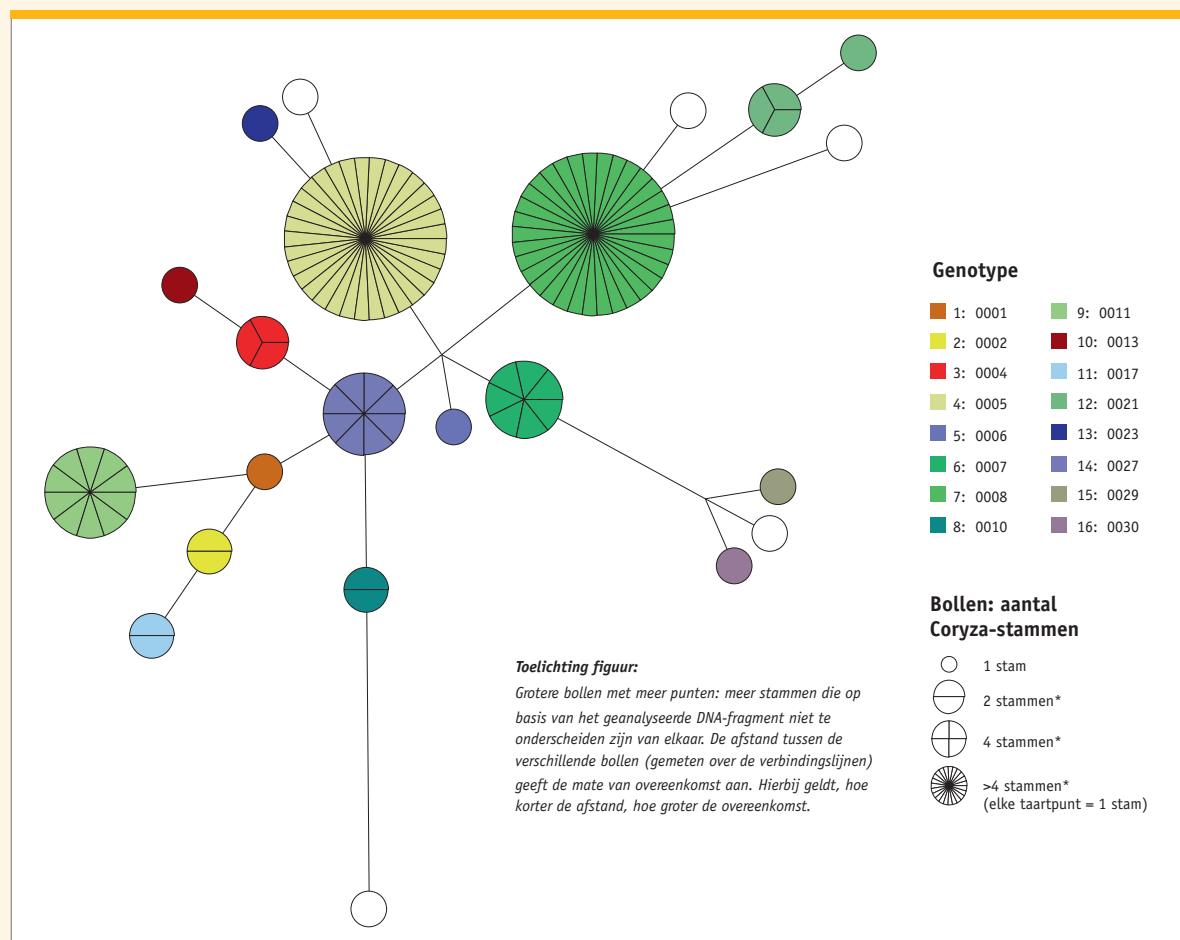 Genotype
1: 0001
2: 0002
3: 0004
4: 0005
5: 0006
6: 0007
7: 0008
8: 0010
9: 0011
10: 0013
11: 0017
12: 0021
13: 0023
14: 0027
15: 0029
16: 0030
Bollen: aantal
Coryza-stammen
1 stam
2 stammen*
4 stammen*
>4 stammen*
(elke taartpunt = 1 stam)
Toelichting figuur:
Grotere bollen met meer punten: meer stammen die op
basis van het geanalyseerde DNA-fragment niet te
onderscheiden zijn van elkaar. De afstand tussen de
verschillende bollen (gemeten over de verbindingslijnen)
geeft de mate van overeenkomst aan. Hierbij geldt, hoe
korter de afstand, hoe groter de overeenkomst.